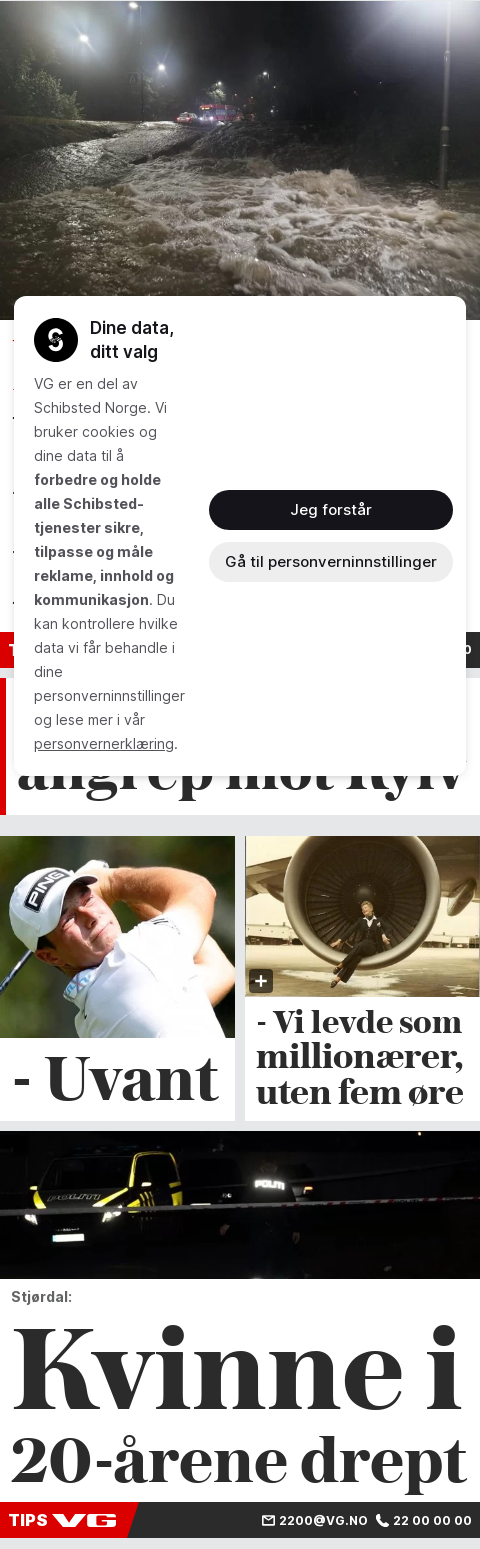 Dine data,
ditt valg
VG er en del av
Schibsted Norge. Vi
bruker cookies og
dine data til å
forbedre og holde
alle Schibsted-
tjenester sikre,
tilpasse og måle
reklame, innhold og
kommunikasjon. Du
kan kontrollere hvilke
data vi får behandle i
dine
personverninnstillinger
og lese mer i vår
personvernerklæring.
Jeg forstår
Gå til personverninnstillinger
angrep mot Kyiv
PING
- Uvant
- Vi levde som
millionærer,
uten fem øre
POLITI
POLITI
Stjørdal:
Kvinne i
20-årene drept
TIPS VG
2200@VG.NO 22 00 00 00